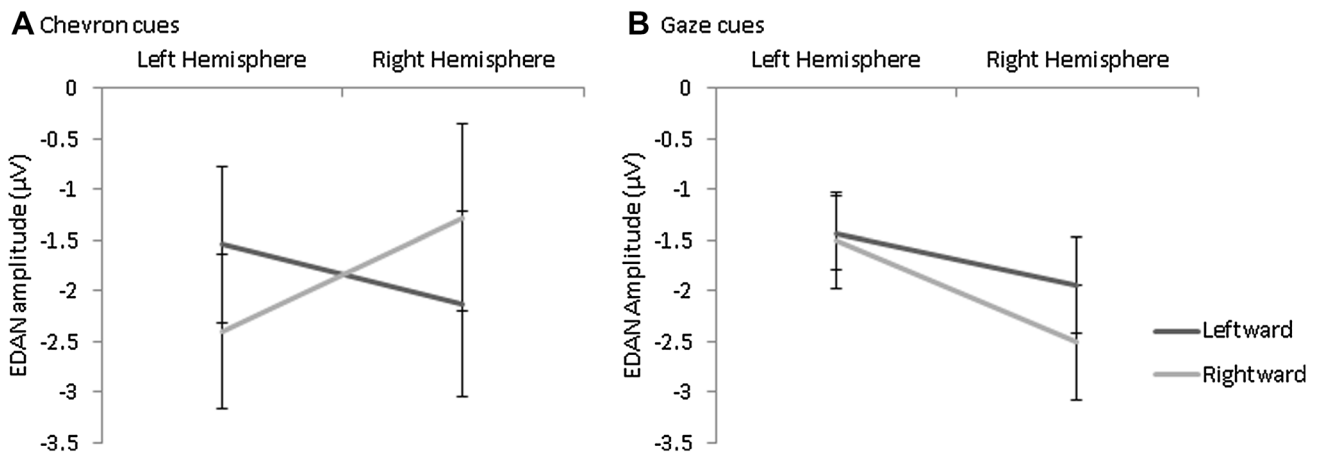 A Chevron cues
Left Hemisphere Right Hemisphere
0
-0.5
-1
-1.5
-2
-2.5
-3
-3.5
EDAN amplitude (µV)
B Gaze cues
Left Hemisphere Right Hemisphere
0
-0.5
-1
-1.5
-2
-2.5
-3
-3.5
EDAN Amplitude (µV)
Leftward
Rightward